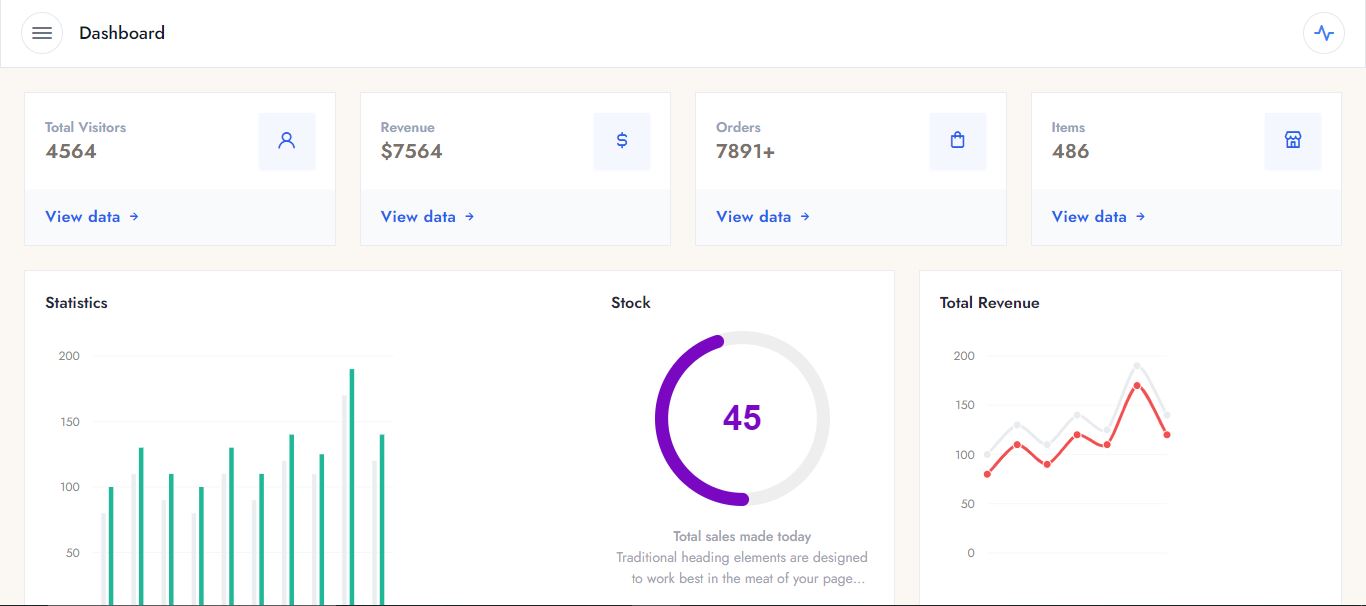 Dashboard
Total Visitors
4564
View data
Revenue
$7564
View data
Orders
7891+
View data
Items
486
View data
Statistics
200
150
100
50
Stock
45
Total sales made today
Traditional heading elements are designed
to work best in the meat of your page...
Total Revenue
200
150
100
50
0